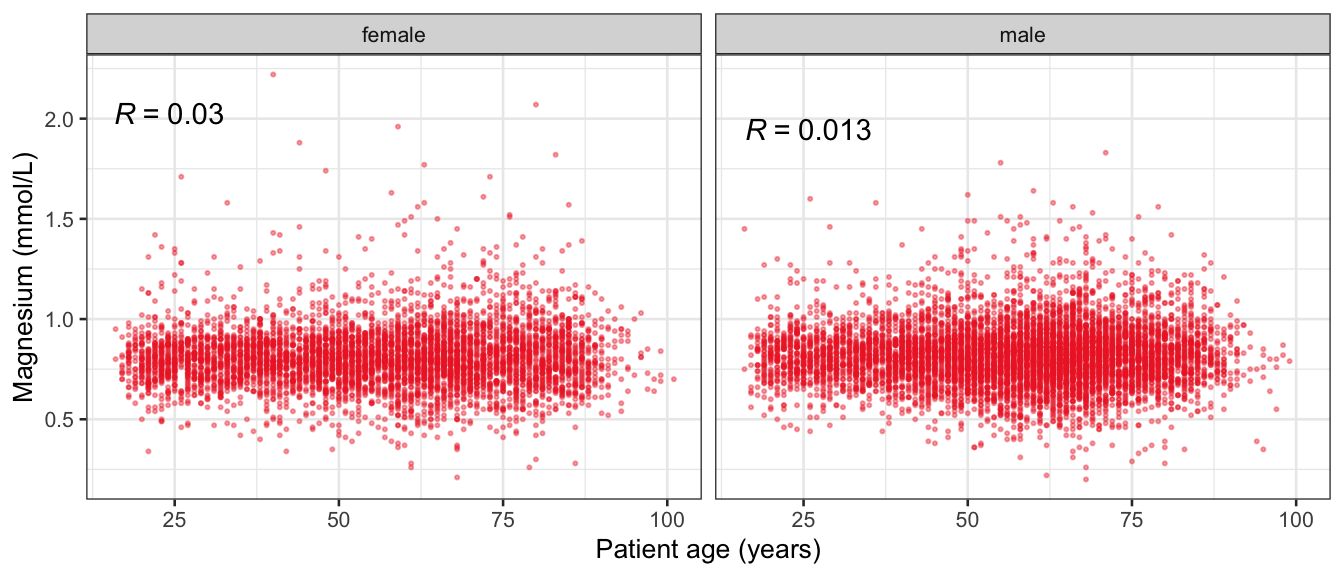 female
male
R = 0.03
R = 0.013
Magnesium (mmol/L)
2.0
1.5
1.0
0.5
25 50 75 100
25 50 75 100
Patient age (years)